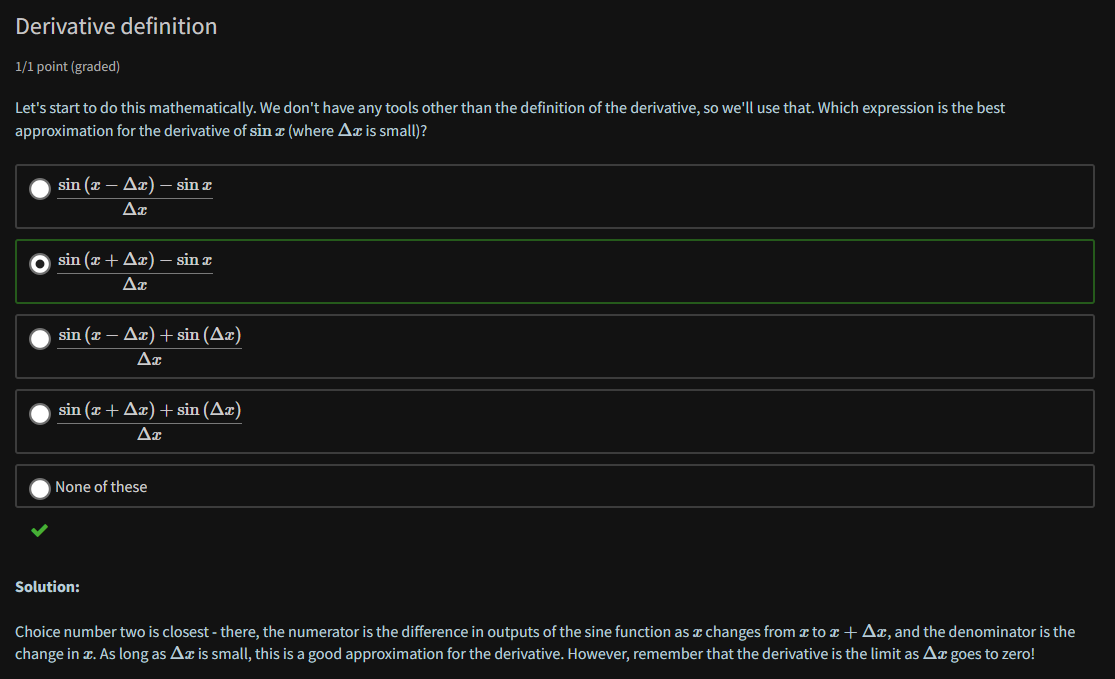 Derivative definition
1/1 point (graded)
Let's start to do this mathematically. We don't have any tools other than the definition of the derivative, so we'll use that. Which expression is the best
approximation for the derivative of sin x (where Δx is small)?
sin (x − Δx) − sin x
Δx
sin (x + Δx) − sin x
Δx
sin (x − Δx) + sin (Δx)
Δx
sin (x + Δx) + sin (Δx)
Δx
None of these
Solution:
Choice number two is closest - there, the numerator is the difference in outputs of the sine function as x changes from x to x + Δx, and the denominator is the
change in x. As long as Δx is small, this is a good approximation for the derivative. However, remember that the derivative is the limit as Δx goes to zero!